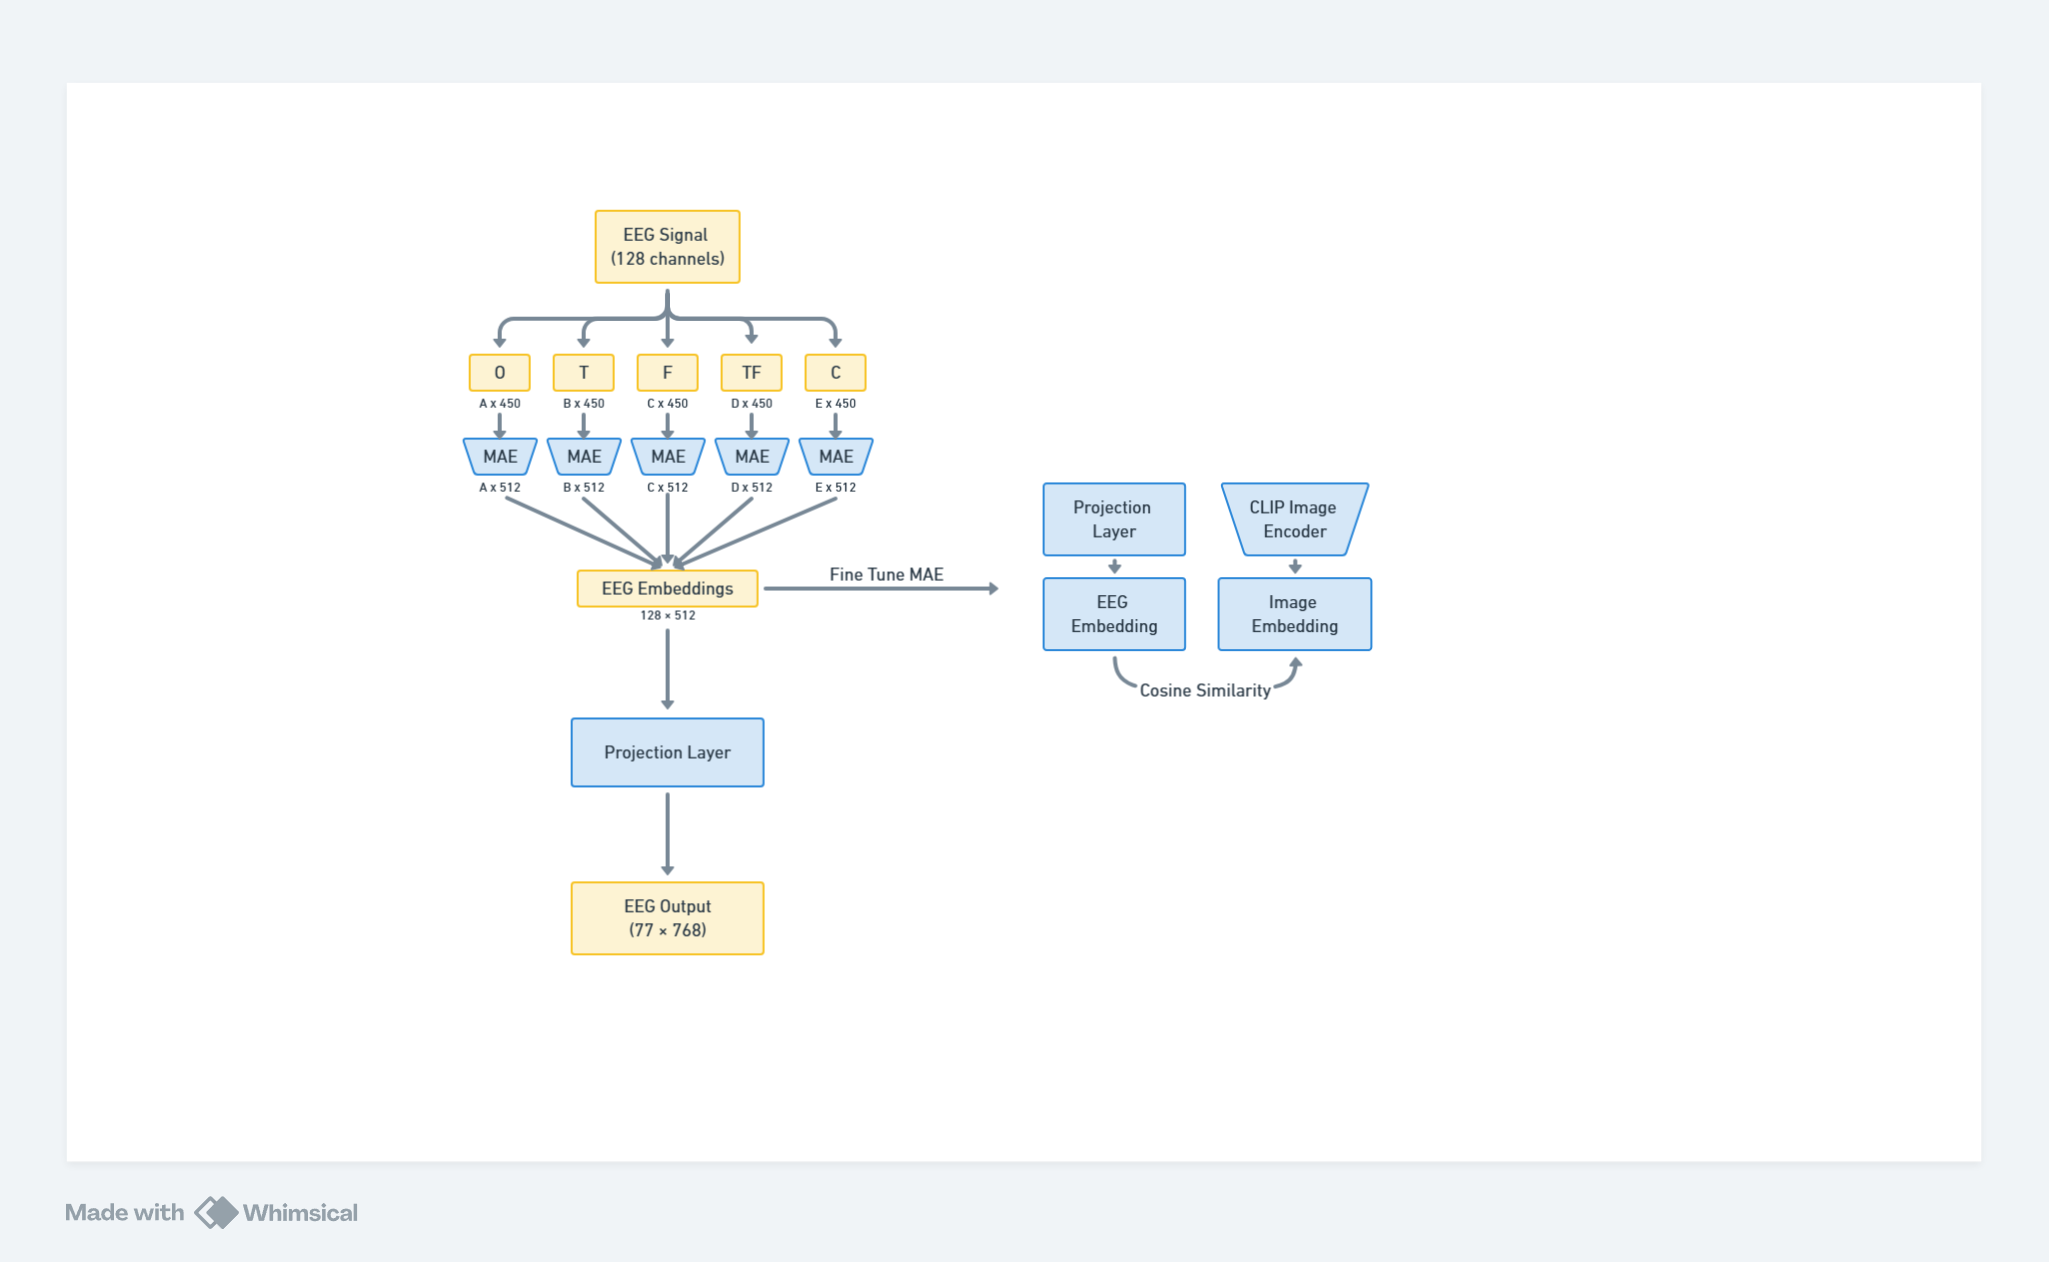 EEG Signal
(128 channels)
O
T
F
TF
C
A x 450
B x 450
C x 450
D x 450
E x 450
MAE
MAE
MAE
MAE
MAE
A x 512
B x 512
C x 512
D x 512
E x 512
EEG Embeddings
128 × 512
Fine Tune MAE
Projection
Layer
CLIP Image
Encoder
EEG
Embedding
Image
Embedding
Cosine Similarity
Projection Layer
EEG Output
(77 × 768)
Made with Whimsical